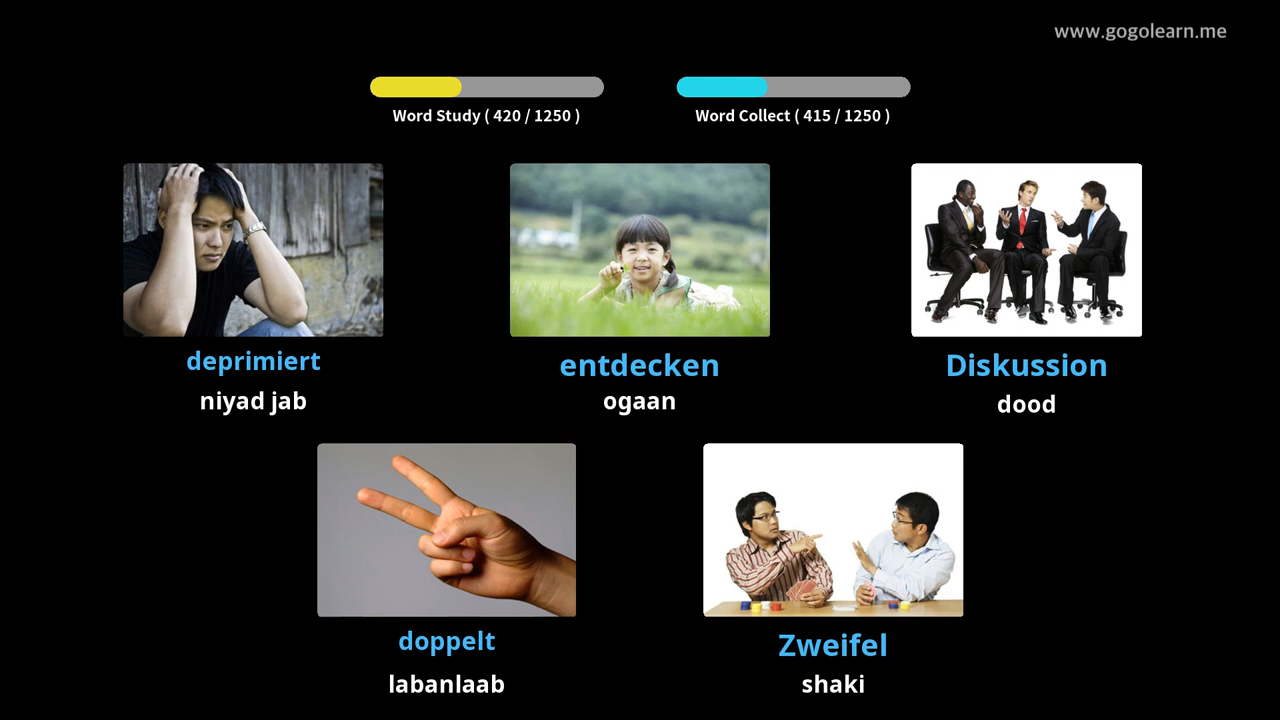 www.gogolearn.me
Word Study ( 420 / 1250 )
Word Collect ( 415 / 1250 )
deprimiert
niyad jab
entdecken
ogaan
Diskussion
dood
doppelt
labanlaab
Zweifel
shaki